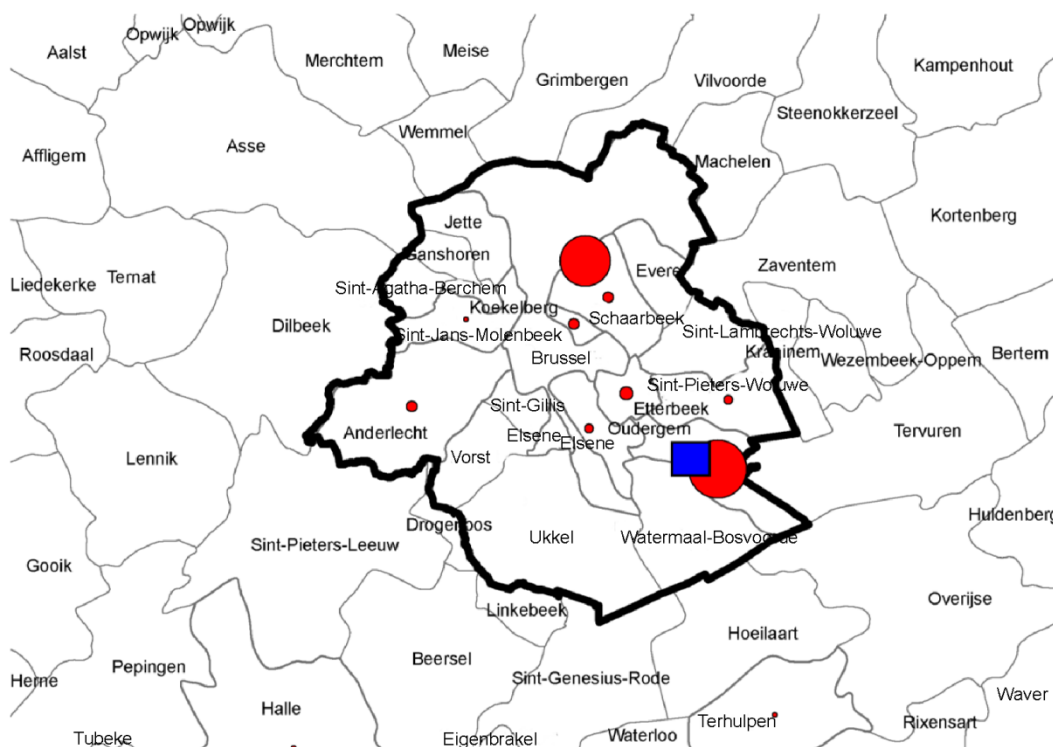 Opwijk
Opwijk
Aalst
Merchtem
Meise
Grimbergen
Vilvoorde
Kampenhout
Steenokkerzeel
Wemmel
Asse
Affligem
Machelen
Jette
Kortenberg
Ganshoren
Evere
Zaventem
Ternat
Liedekerke
Sint-Agatha-Berchem
Koekelberg
Schaarbeek
Dilbeek
Sint-Jans-Molenbeek
Sint-Lambrechts-Woluwe
Roosdaal
Brussel
Kraainem
Wezembeek-Oppem
Bertem
Sint-Pieters-Woluwe
Sint-Gillis
Etterbeek
Anderlecht
Elsene
Elsene
Oudergem
Tervuren
Vorst
Lennik
Huldenberg
Drogenbos
Ukkel
Watermaal-Bosvoorde
Sint-Pieters-Leeuw
Gooik
Overijse
Linkebeek
Hoeilaart
Beersel
Pepingen
Sint-Genesius-Rode
Herne
Waver
Halle
Terhulpen
Rixensart
Tubeke
Eigenbrakel
Waterloo